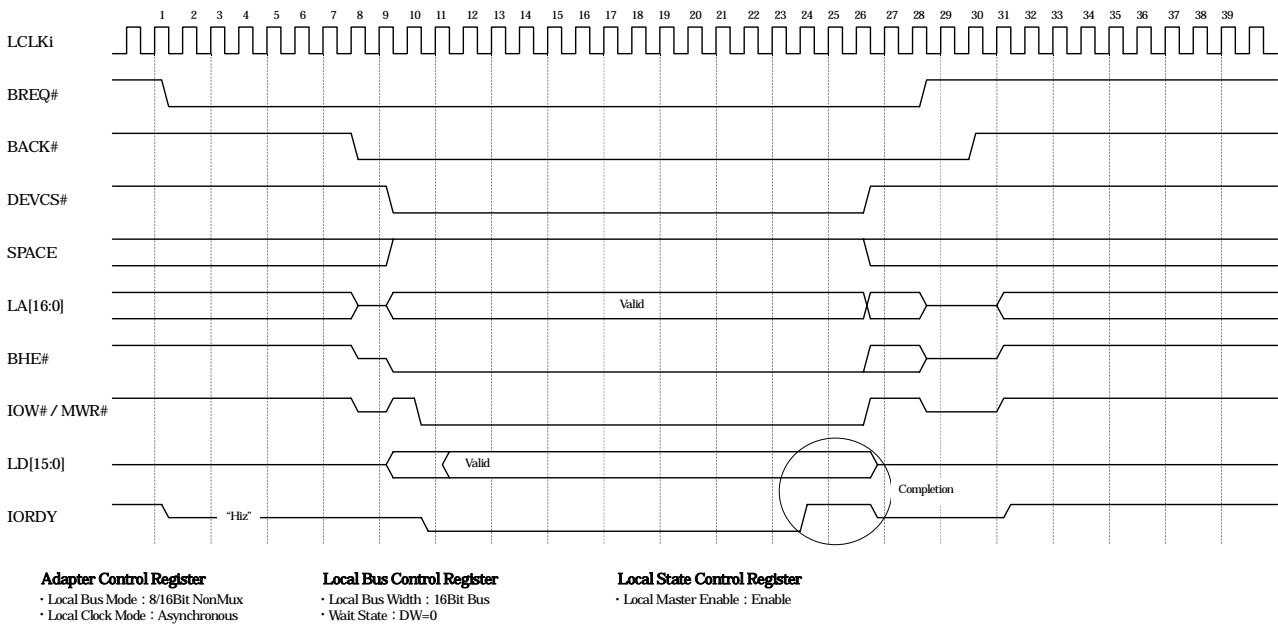 1 2 3 4 5 6 7 8 9 10 11 12 13 14 15 16 17 18 19 20 21 22 23 24 25 26 27 28 29 30 31 32 33 34 35 36 37 38 39
LCLKi
BREQ#
BACK#
DEVCS#
SPACE
LA[16:0]
Valid
BHE#
IOW# / MWR#
LD[15:0]
Valid
Completion
IORDY
“Hiz”
Adapter Control Register
・Local Bus Mode : 8/16Bit NonMux
・Local Clock Mode : Asynchronous
Local Bus Control Register
・Local Bus Width : 16Bit Bus
・Wait State : DW=0
Local State Control Register
・Local Master Enable : Enable